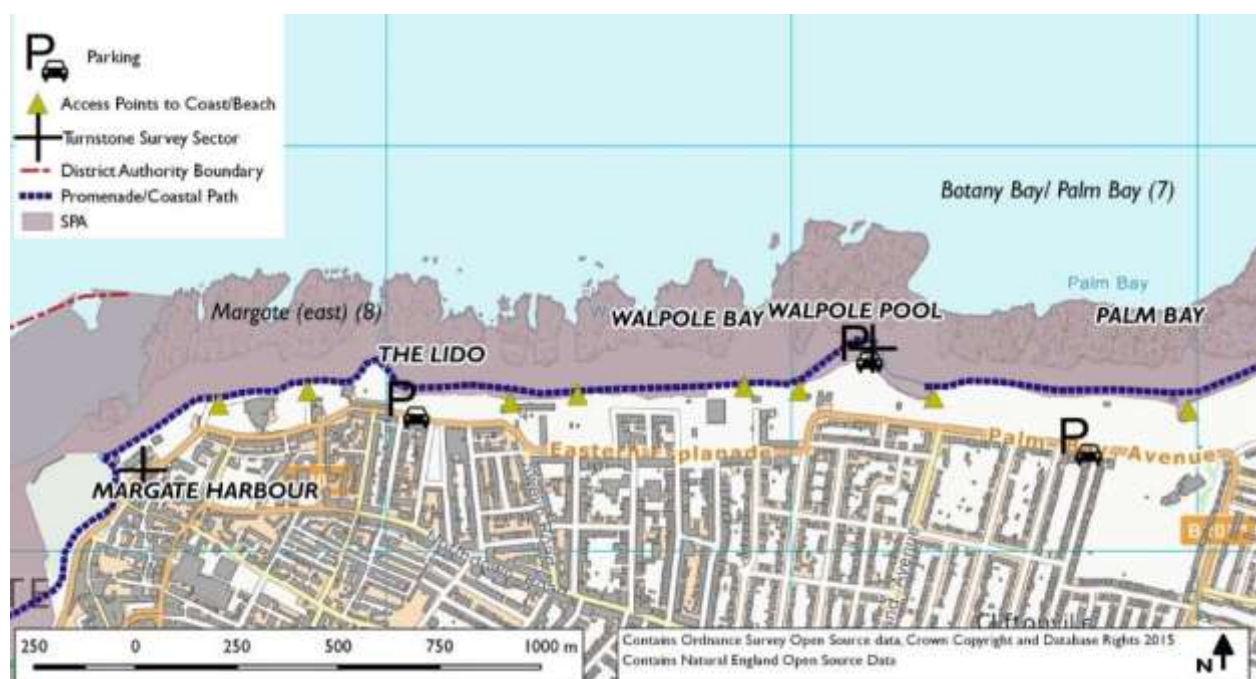 P
Parking
Access Points to Coast/Beach
Turnstone Survey Sector
District Authority Boundary
Promenade/Coastal Path
SPA
Botany Bay/ Palm Bay (7)
Palm Bay
Margate (east) (8)
WALPOLE BAY
WALPOLE POOL
PALM BAY
THE LIDO
P
P
P
Eastern Esplanade
Palm Bay Avenue
MARGATE HARBOUR
Cliftonville
250 0 250 500 750 1000 m
Contains Ordnance Survey Open Source data, Crown Copyright and Database Rights 2015
Contains Natural England Open Source Data
N